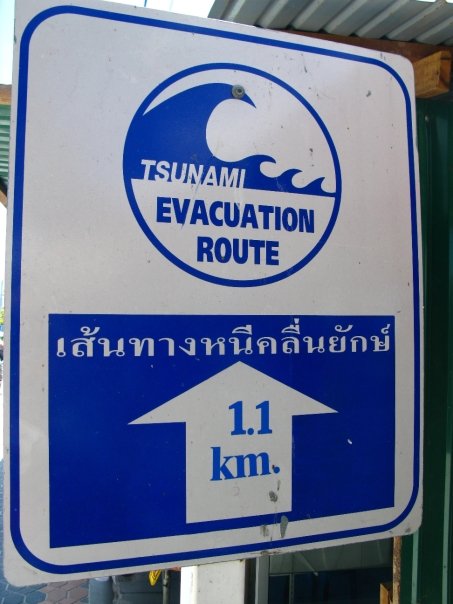 TSUNAMI
EVACUATION
ROUTE
เส้นทางหนีคลื่นยักษ์
1.1
km.